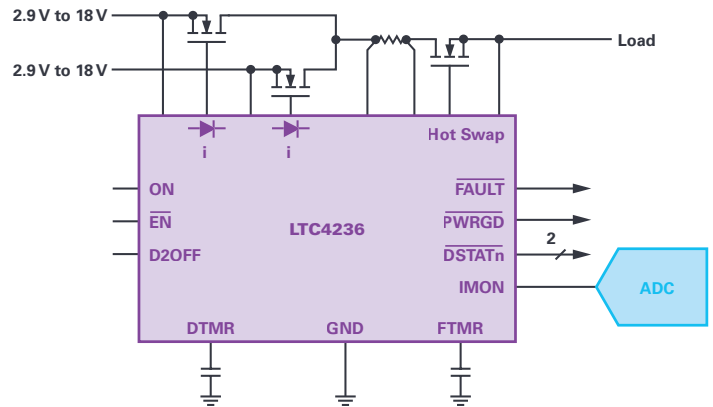 2.9 V to 18 V
Load
2.9 V to 18 V
Hot Swap
i
i
ON
FAULT
EN
LTC4236
PWRGD
D2OFF
DSTATn
2
IMON
ADC
DTMR
GND
FTMR